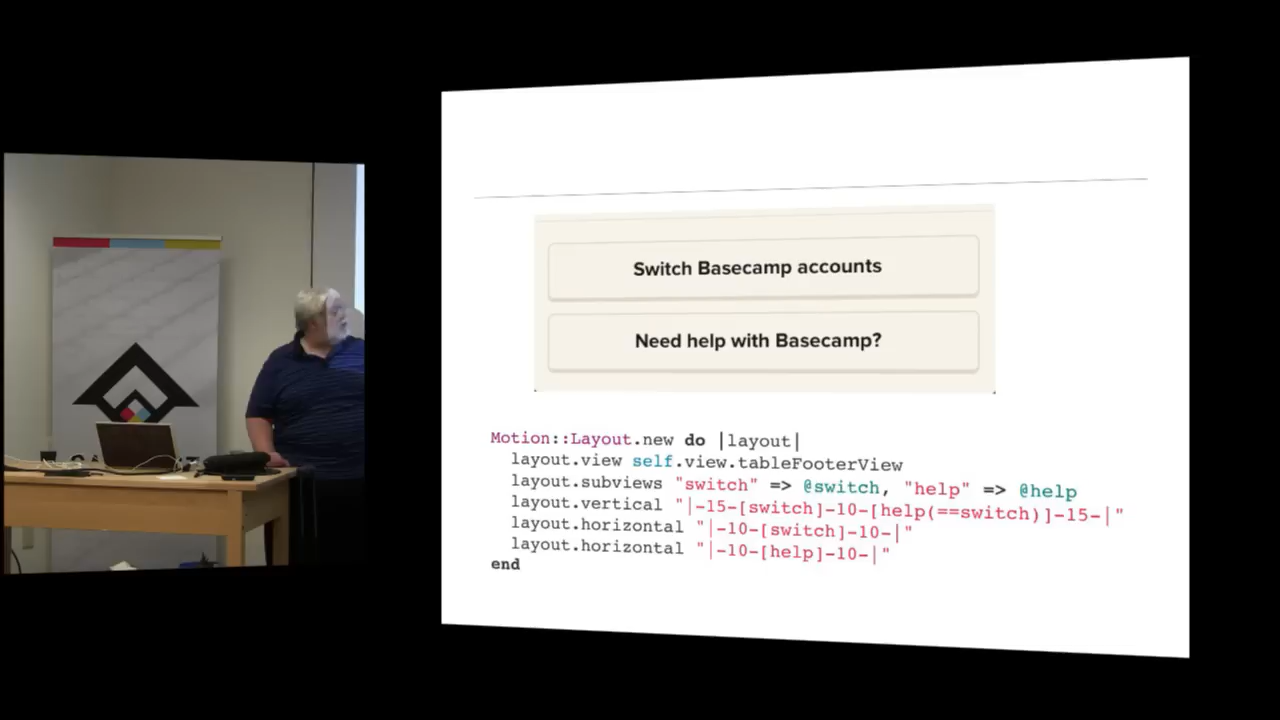 Switch Basecamp accounts
Need help with Basecamp?
Motion::Layout.new do |layout|
layout.view self.view.tableFooterView
layout.subviews "switch" => @switch, "help" => @help
layout.vertical "|-15-[switch]-10-[help(==switch)]-15-|"
layout.horizontal "|-10-[switch]-10-|"
layout.horizontal "|-10-[help]-10-|"
end